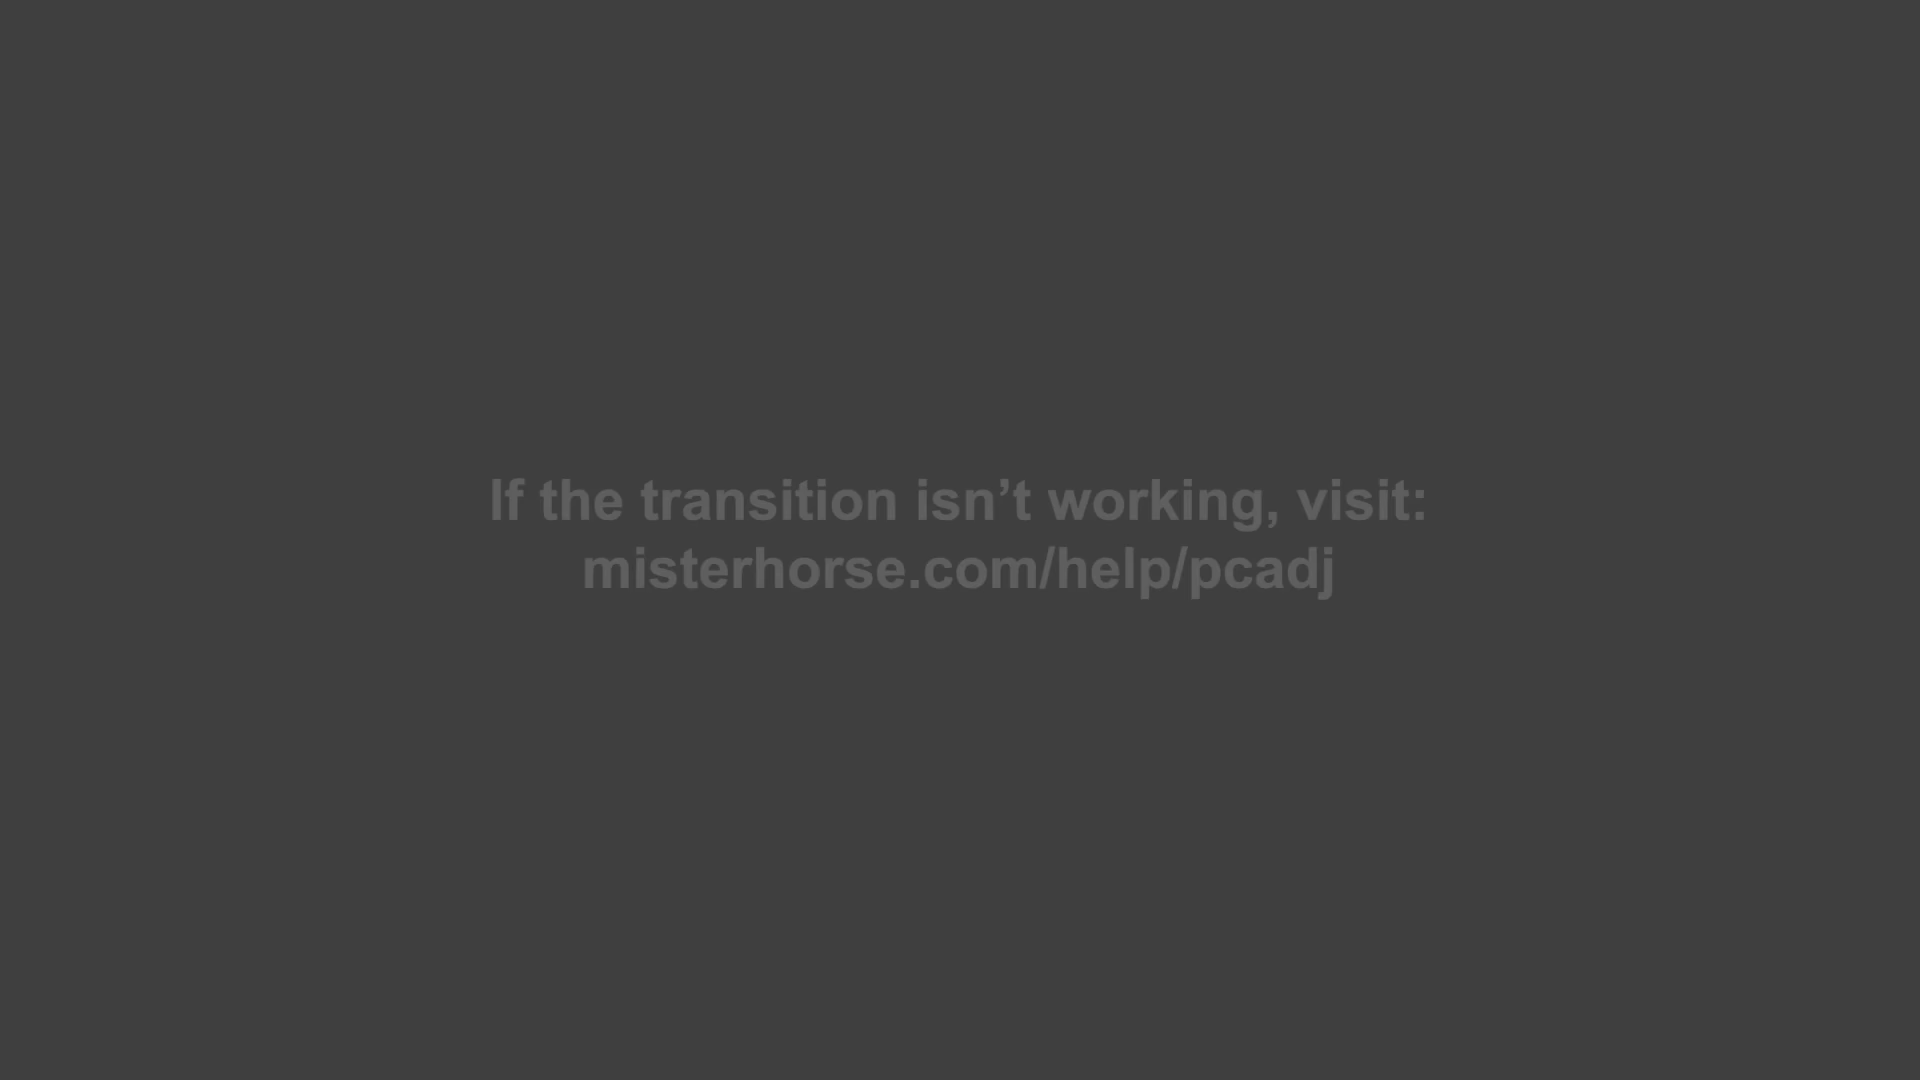 If the transition isn’t working, visit:
misterhorse.com/help/pcadj